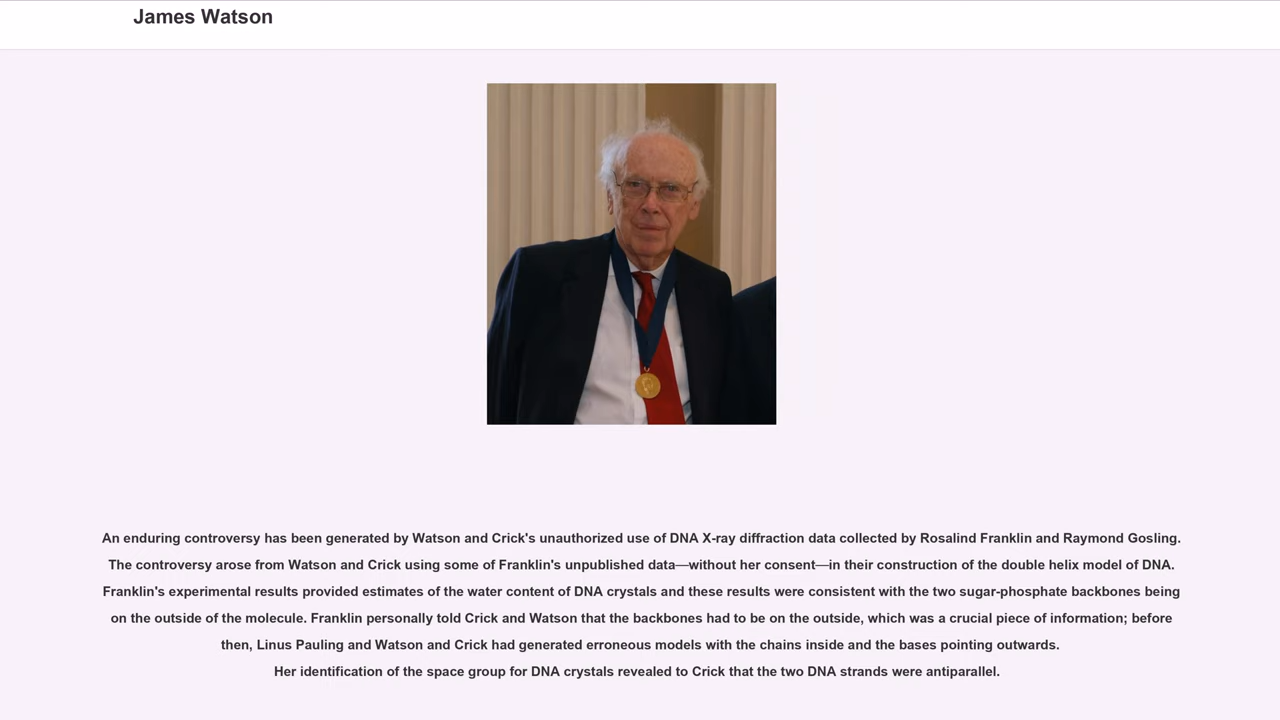 James Watson
An enduring controversy has been generated by Watson and Crick's unauthorized use of DNA X-ray diffraction data collected by Rosalind Franklin and Raymond Gosling.
The controversy arose from Watson and Crick using some of Franklin's unpublished data—without her consent—in their construction of the double helix model of DNA.
Franklin's experimental results provided estimates of the water content of DNA crystals and these results were consistent with the two sugar-phosphate backbones being
on the outside of the molecule. Franklin personally told Crick and Watson that the backbones had to be on the outside, which was a crucial piece of information; before
then, Linus Pauling and Watson and Crick had generated erroneous models with the chains inside and the bases pointing outwards.
Her identification of the space group for DNA crystals revealed to Crick that the two DNA strands were antiparallel.